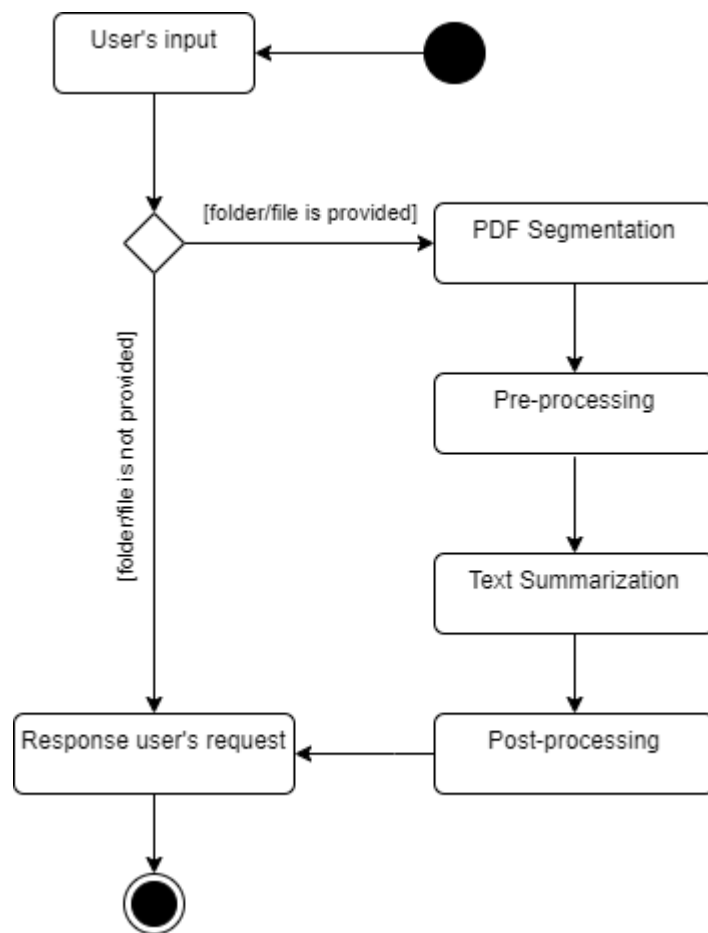 User's input
[folder/file is provided]
PDF Segmentation
[folder/file is not provided]
Pre-processing
Text Summarization
Response user's request
Post-processing